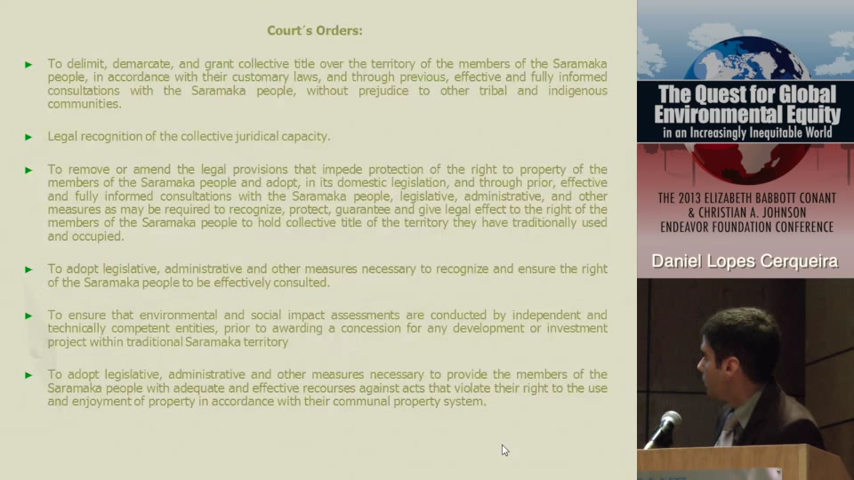 Court´s Orders:
► To delimit, demarcate, and grant collective title over the territory of the members of the Saramaka
people, in accordance with their customary laws, and through previous, effective and fully informed
consultations with the Saramaka people, without prejudice to other tribal and indigenous
communities.
► Legal recognition of the collective juridical capacity.
► To remove or amend the legal provisions that impede protection of the right to property of the
members of the Saramaka people and adopt, in its domestic legislation, and through prior, effective
and fully informed consultations with the Saramaka people, legislative, administrative, and other
measures as may be required to recognize, protect, guarantee and give legal effect to the right of the
members of the Saramaka people to hold collective title of the territory they have traditionally used
and occupied.
► To adopt legislative, administrative and other measures necessary to recognize and ensure the right
of the Saramaka people to be effectively consulted.
► To ensure that environmental and social impact assessments are conducted by independent and
technically competent entities, prior to awarding a concession for any development or investment
project within traditional Saramaka territory
► To adopt legislative, administrative and other measures necessary to provide the members of the
Saramaka people with adequate and effective recourses against acts that violate their right to the use
and enjoyment of property in accordance with their communal property system.
The Quest for Global
Environmental Equity
in an Increasingly Inequitable World
THE 2013 ELIZABETH BABBOTT CONANT
& CHRISTIAN A. JOHNSON
ENDEAVOR FOUNDATION CONFERENCE
Daniel Lopes Cerqueira